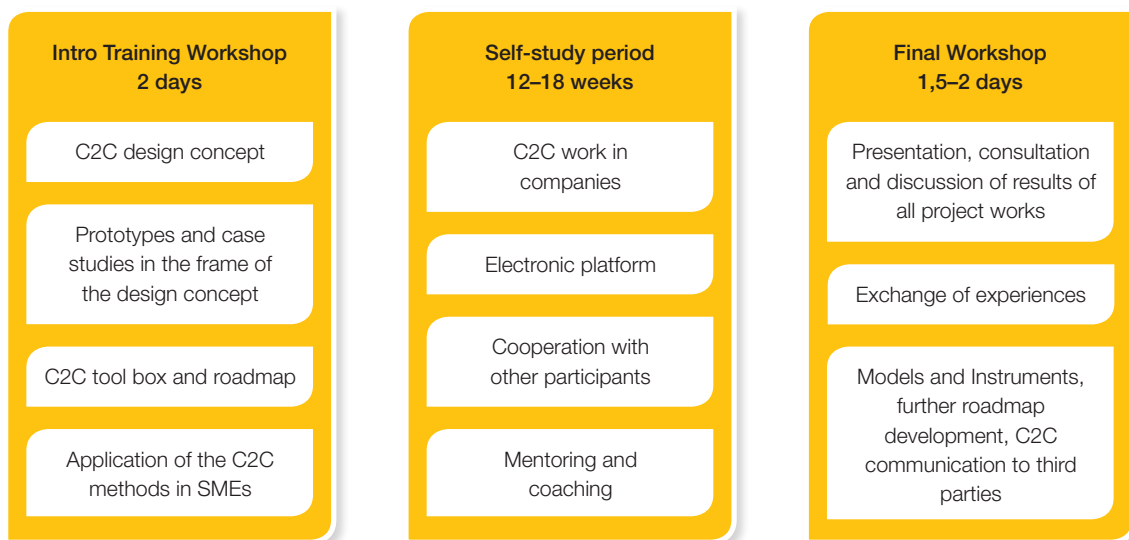 Intro Training Workshop
2 days
C2C design concept
Prototypes and case
studies in the frame of
the design concept
C2C tool box and roadmap
Application of the C2C
methods in SMEs
Self-study period
12–18 weeks
C2C work in
companies
Electronic platform
Cooperation with
other participants
Mentoring and
coaching
Final Workshop
1,5–2 days
Presentation, consultation
and discussion of results of
all project works
Exchange of experiences
Models and Instruments,
further roadmap
development, C2C
communication to third
parties